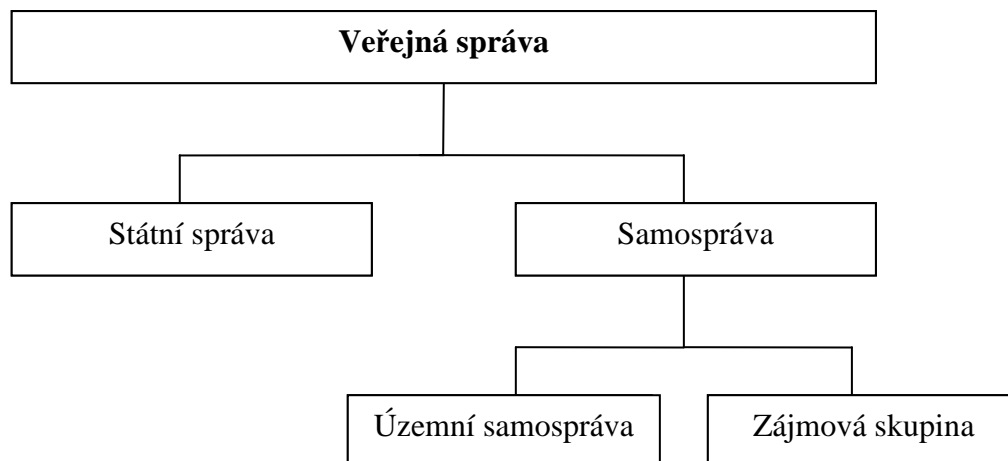 Veřejná správa
Státní správa
Samospráva
Územní samospráva
Zájmová skupina